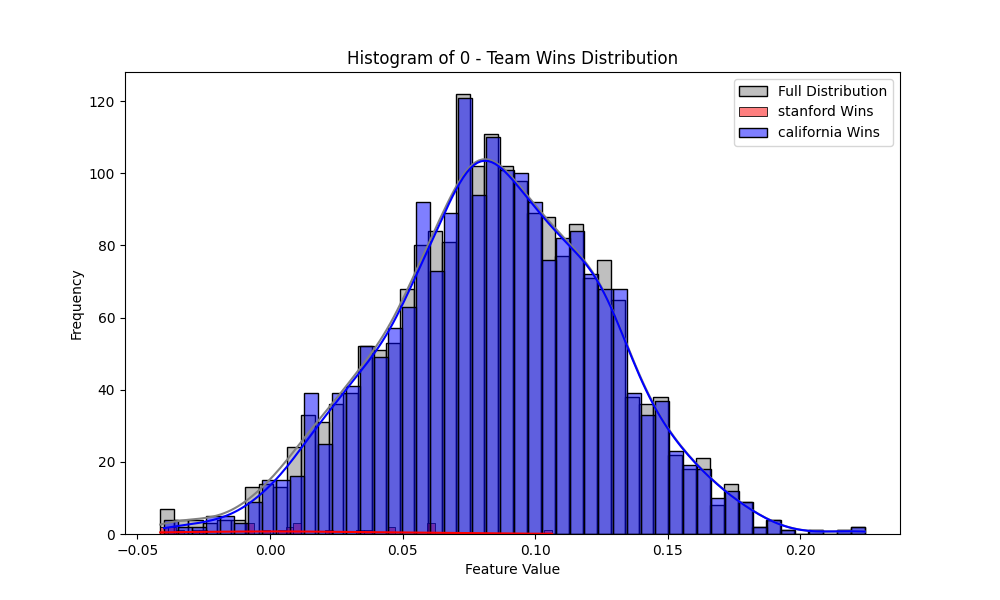 Histogram of 0 - Team Wins Distribution
Full Distribution
stanford Wins
california Wins
120
100
80
60
40
20
0
Frequency
−0.05 0.00 0.05 0.10 0.15 0.20
Feature Value